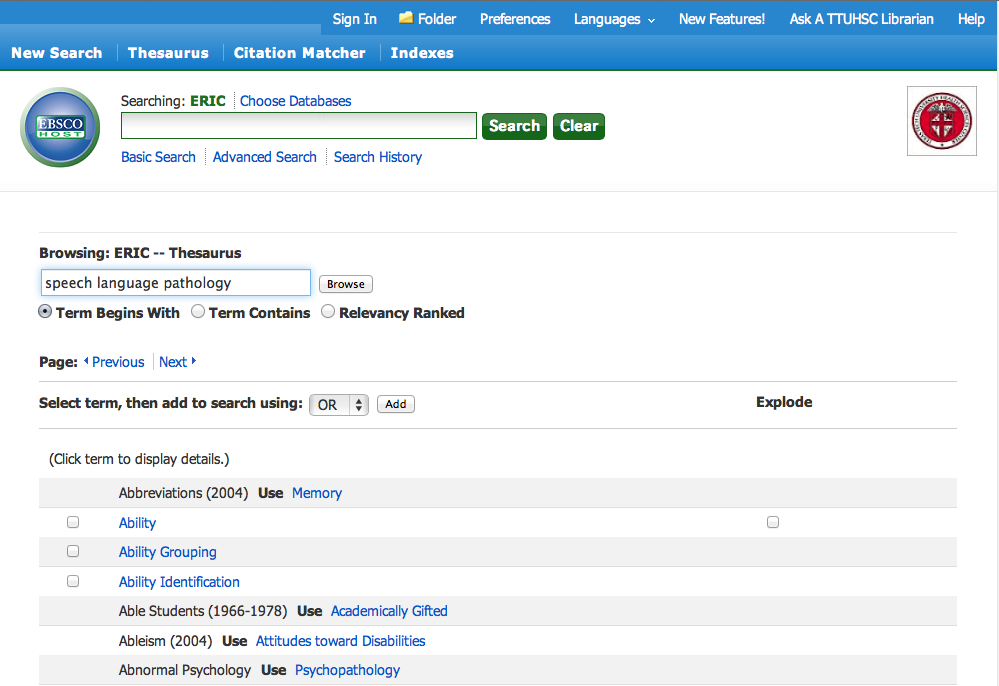 Sign In Folder Preferences Languages New Features! Ask A TTUHSC Librarian Help
New Search Thesaurus Citation Matcher Indexes
Searching: ERIC Choose Databases
EBSCO
HOST
Search Clear
Basic Search Advanced Search Search History
Browsing: ERIC -- Thesaurus
speech language pathology Browse
Term Begins With Term Contains Relevancy Ranked
Page: Previous Next
Select term, then add to search using: OR Add Explode
(Click term to display details.)
Abbreviations (2004) Use Memory
Ability
Ability Grouping
Ability Identification
Able Students (1966-1978) Use Academically Gifted
Ableism (2004) Use Attitudes toward Disabilities
Abnormal Psychology Use Psychopathology